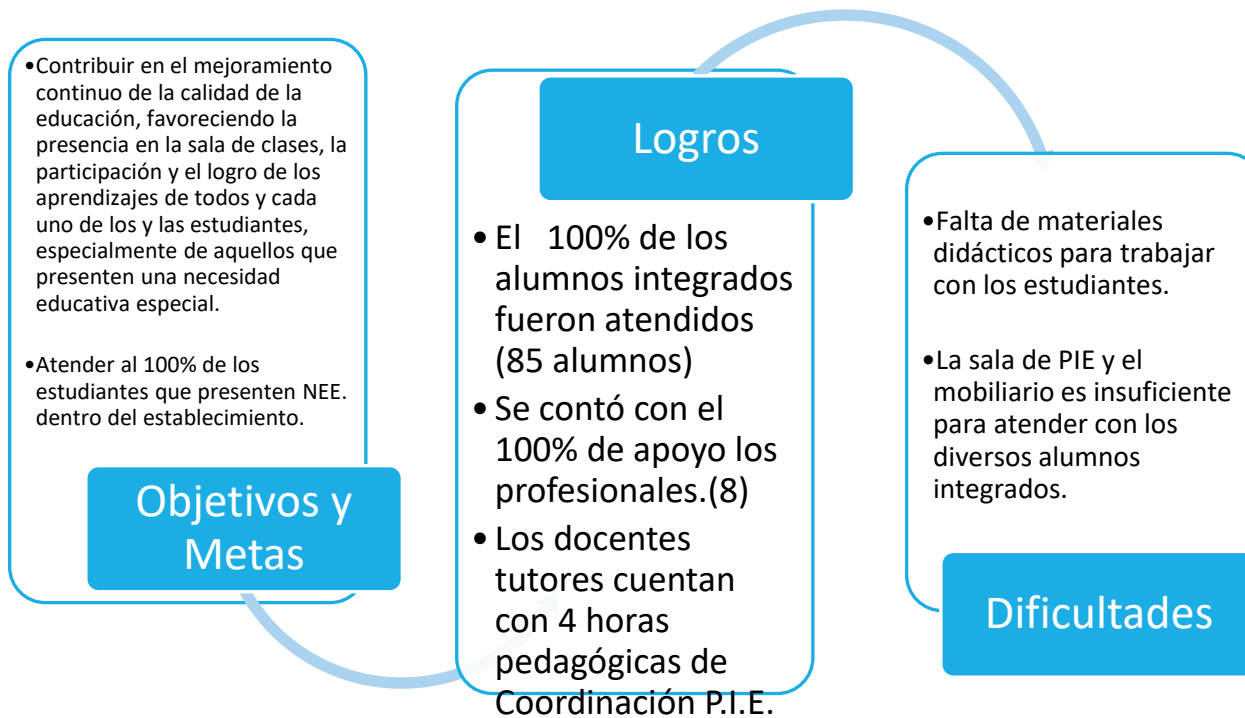 •Contribuir en el mejoramiento
continuo de la calidad de la
educación, favoreciendo la
presencia en la sala de clases, la
participación y el logro de los
aprendizajes de todos y cada
uno de los y las estudiantes,
especialmente de aquellos que
presenten una necesidad
educativa especial.
•Atender al 100% de los
estudiantes que presenten NEE.
dentro del establecimiento.
Objetivos y
Metas
Logros
• El 100% de los
alumnos integrados
fueron atendidos
(85 alumnos)
• Se contó con el
100% de apoyo los
profesionales.(8)
• Los docentes
tutores cuentan
con 4 horas
pedagógicas de
Coordinación P.I.E.
•Falta de materiales
didácticos para trabajar
con los estudiantes.
•La sala de PIE y el
mobiliario es insuficiente
para atender con los
diversos alumnos
integrados.
Dificultades